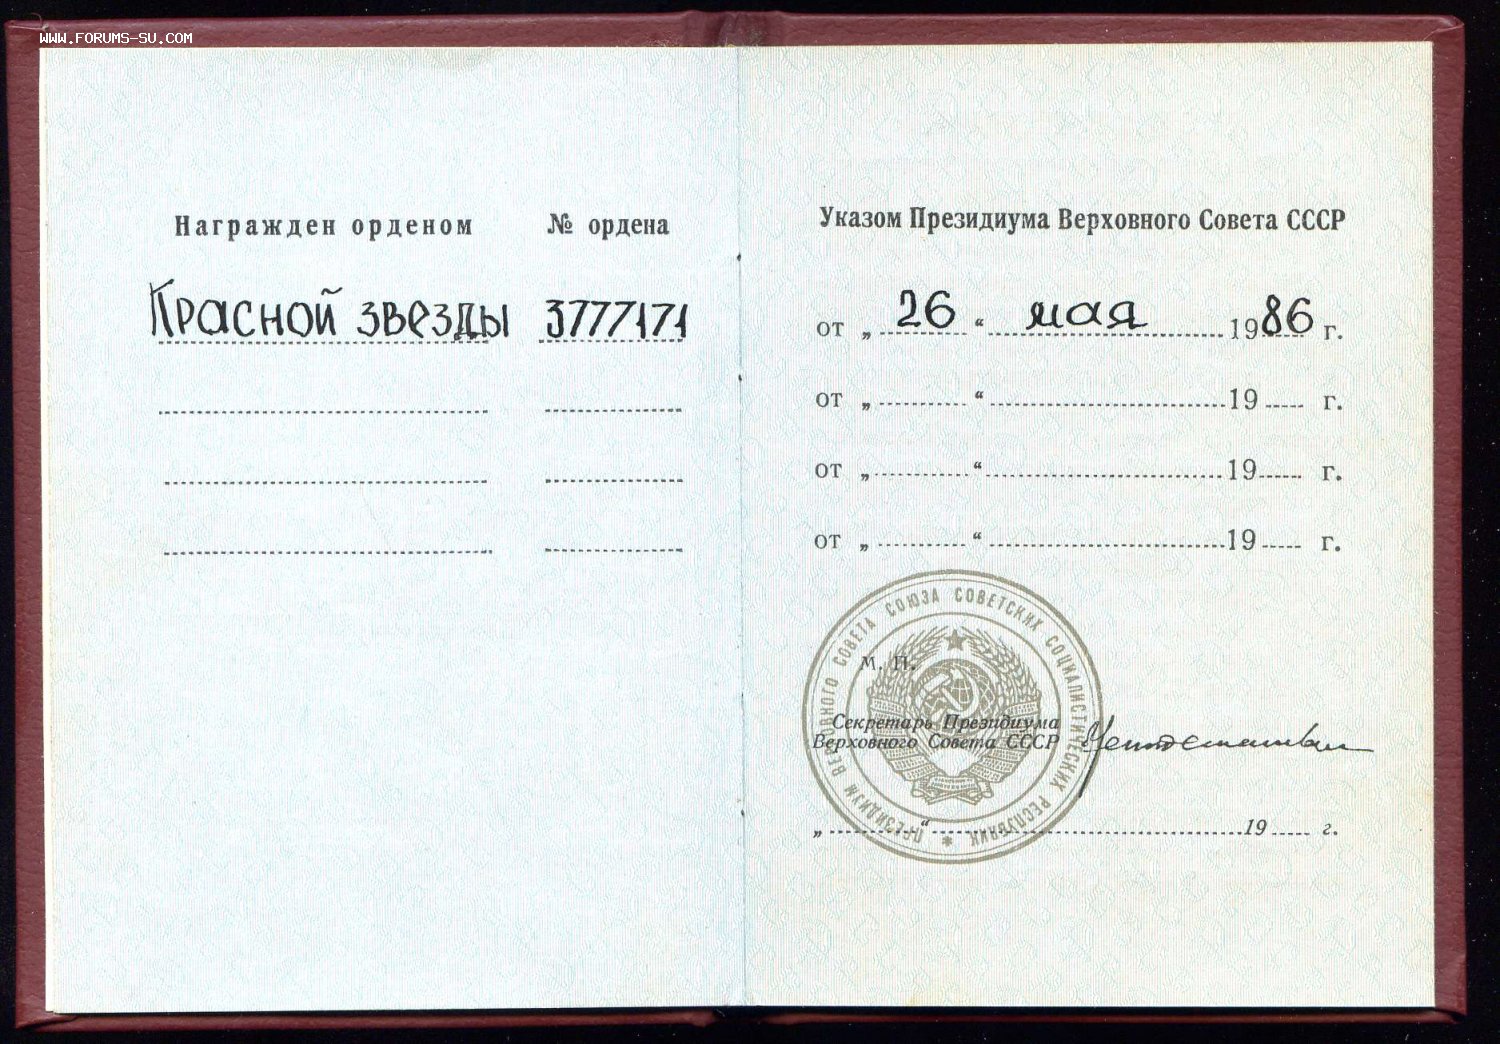 WWW.FORUMS-SU.COM
Награжден орденом № ордена
Красной звезды 3777171
Указом Президиума Верховного Совета СССР
от „ 26 “ мая 1986 г.
от „ “ 19 г.
от „ “ 19 г.
от „ “ 19 г.
ПРЕЗИДИУМ ВЕРХОВНОГО СОВЕТА СОЮЗА СОВЕТСКИХ СОЦИАЛИСТИЧЕСКИХ РЕСПУБЛИК *
М. П.
Секретарь Президиума
Верховного Совета СССР
„ “ 19 г.